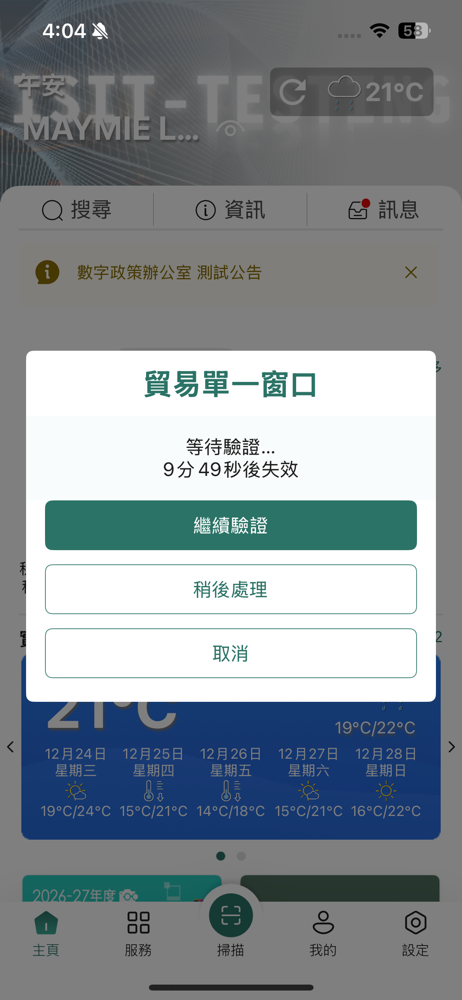 4:04
58
午安
ISIT-TESTING
21°C
MAYMIE L...
搜尋
資訊
訊息
數字政策辦公室 測試公告
貿易單一窗口
等待驗證...
9分49秒後失效
繼續驗證
稍後處理
取消
2
21°C
19°C/22°C
12月24日
星期三
19°C/24°C
12月25日
星期四
15°C/21°C
12月26日
星期五
14°C/18°C
12月27日
星期六
15°C/21°C
12月28日
星期日
16°C/22°C
2026-27年度
主頁
服務
掃描
我的
設定